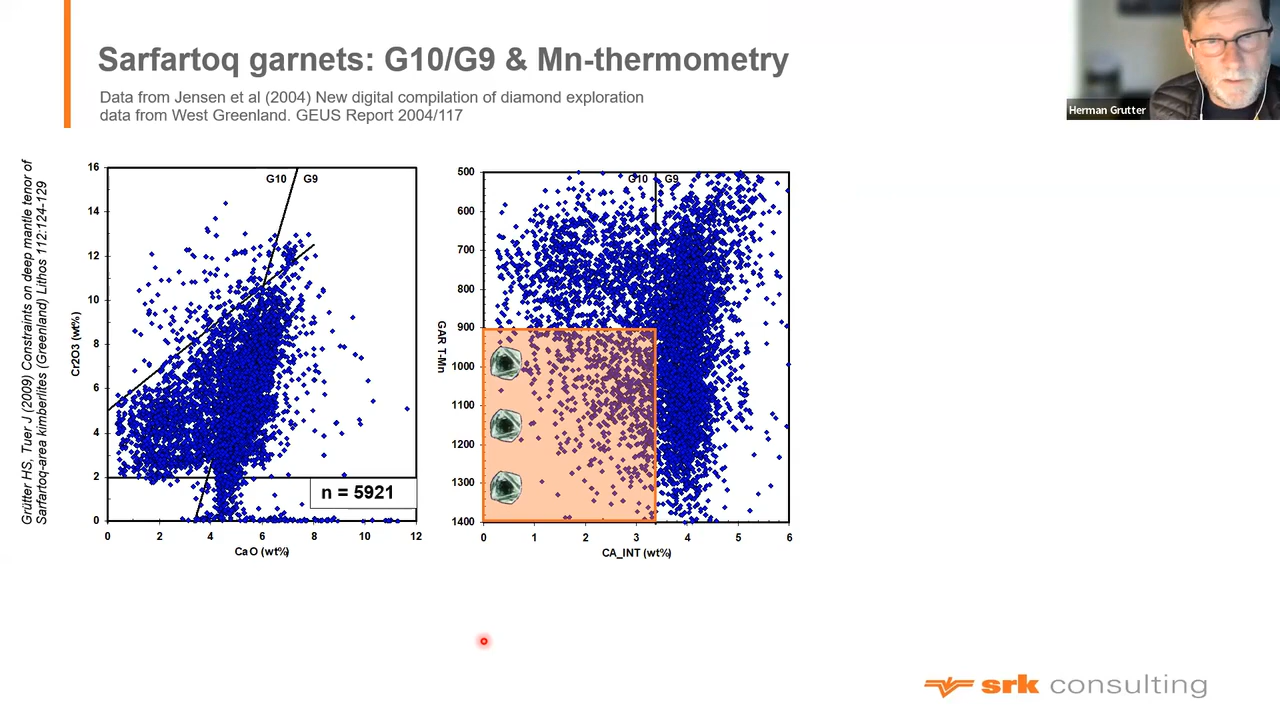 Sarfartoq garnets: G10/G9 & Mn-thermometry
Data from Jensen et al (2004) New digital compilation of diamond exploration
data from West Greenland. GEUS Report 2004/117
Herman Grutter
Grütter HS, Tuer J (2009) Constraints on deep mantle tenor of
Sarfartoq-area kimberlites (Greenland) Lithos 112:124-129
Cr2O3 (wt%)
16
14
12
10
8
6
4
2
0
G10 G9
n = 5921
0 2 4 6 8 10 12
CaO (wt%)
GAR T-Mn
500
600
700
800
900
1000
1100
1200
1300
1400
G10 G9
0 1 2 3 4 5 6
CA_INT (wt%)
srk consulting